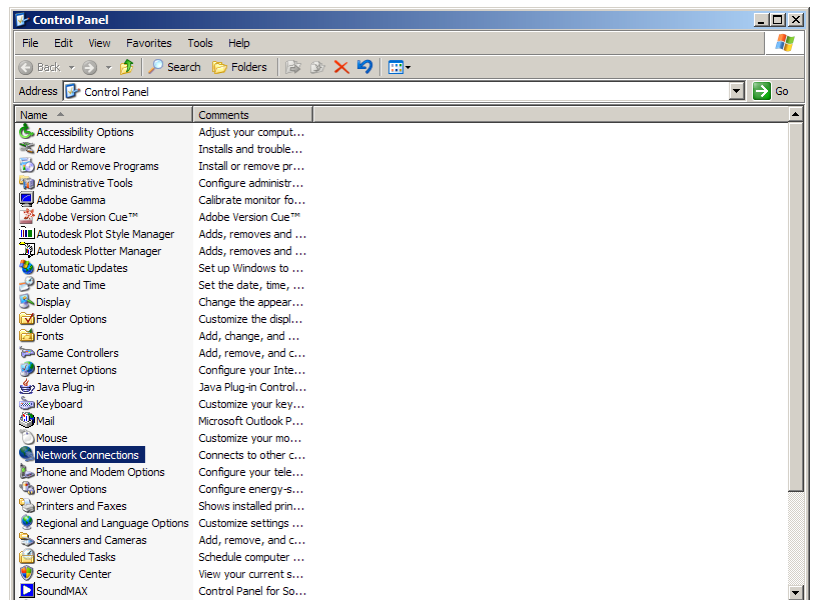 Control Panel
File Edit View Favorites Tools Help
Back Search Folders
Address Control Panel Go
Name Comments
Accessibility Options Adjust your comput...
Add Hardware Installs and trouble...
Add or Remove Programs Install or remove pr...
Administrative Tools Configure administr...
Adobe Gamma Calibrate monitor fo...
Adobe Version Cue™ Adobe Version Cue™
Autodesk Plot Style Manager Adds, removes and ...
Autodesk Plotter Manager Adds, removes and ...
Automatic Updates Set up Windows to ...
Date and Time Set the date, time, ...
Display Change the appear...
Folder Options Customize the displ...
Fonts Add, change, and ...
Game Controllers Add, remove, and c...
Internet Options Configure your Inte...
Java Plug-in Java Plug-in Control...
Keyboard Customize your key...
Mail Microsoft Outlook P...
Mouse Customize your mo...
Network Connections Connects to other c...
Phone and Modem Options Configure your tele...
Power Options Configure energy-s...
Printers and Faxes Shows installed prin...
Regional and Language Options Customize settings ...
Scanners and Cameras Add, remove, and c...
Scheduled Tasks Schedule computer ...
Security Center View your current s...
SoundMAX Control Panel for So...